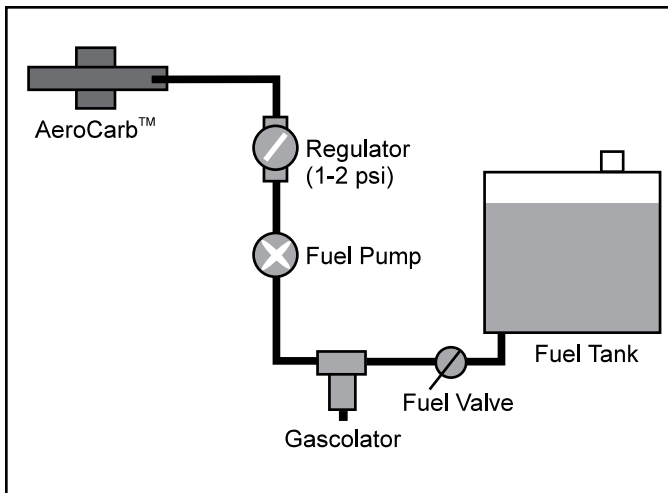 AeroCarb™
Regulator
(1-2 psi)
Fuel Pump
Fuel Tank
Fuel Valve
Gascolator